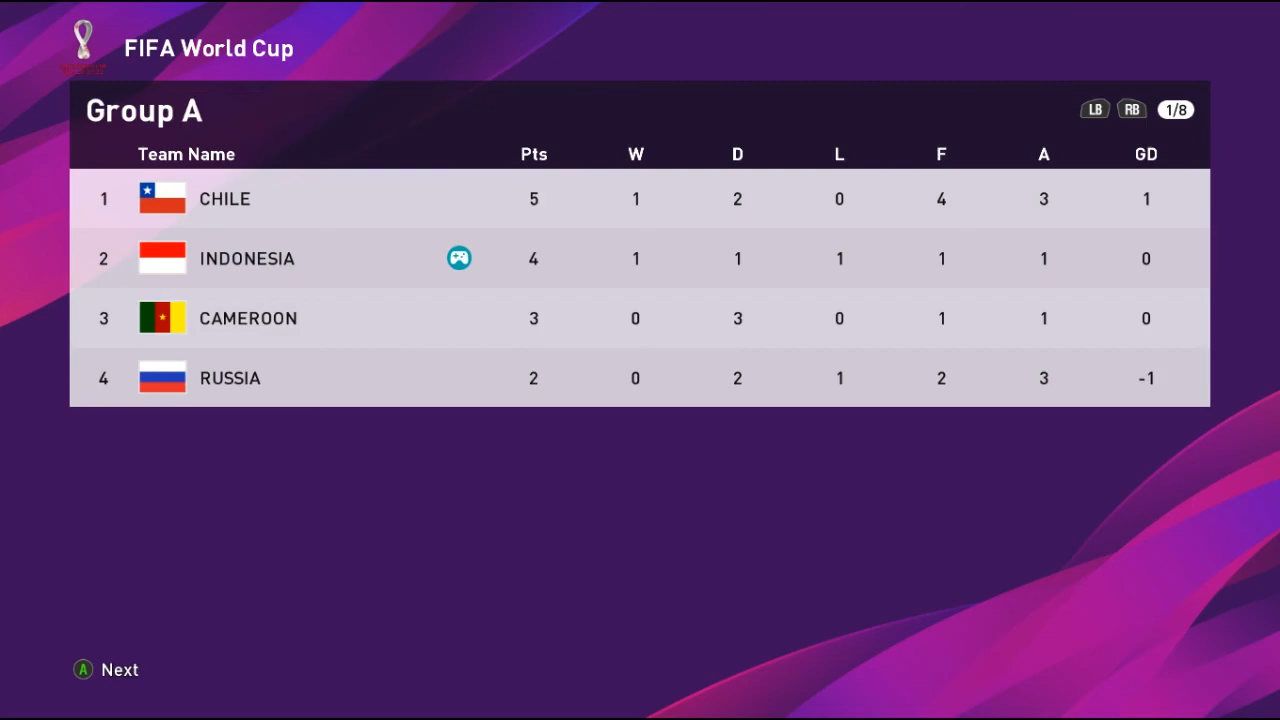 FIFA World Cup
Group A LB RB 1/8
Team Name Pts W D L F A GD
1 CHILE 5 1 2 0 4 3 1
2 INDONESIA 4 1 1 1 1 1 0
3 CAMEROON 3 0 3 0 1 1 0
4 RUSSIA 2 0 2 1 2 3 -1
A Next